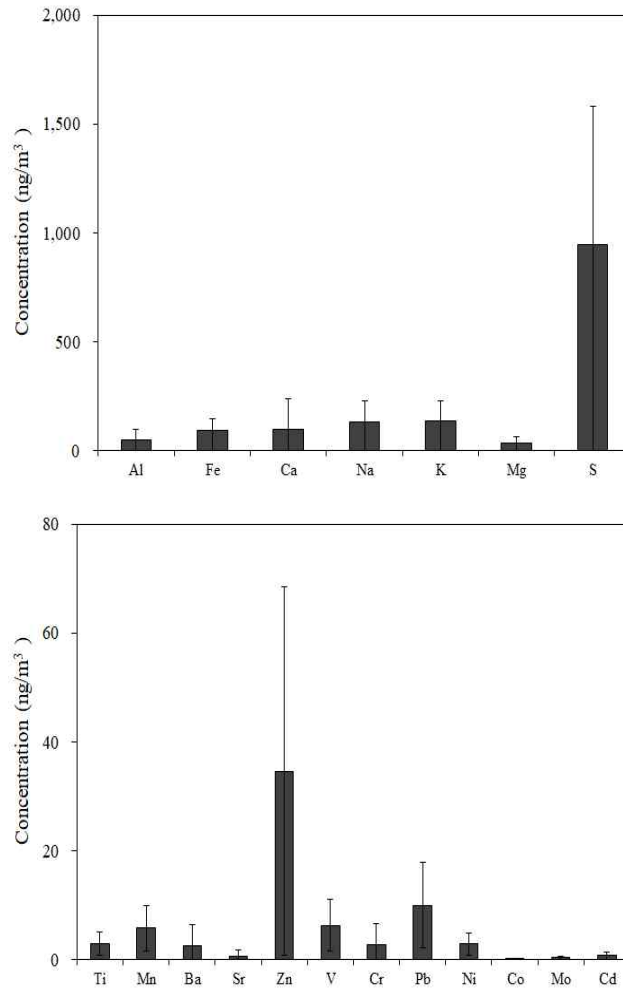 2,000
1,500
1,000
500
0
Concentration (ng/m³ )
Al Fe Ca Na K Mg S
80
60
40
20
0
Concentration (ng/m³ )
Ti Mn Ba Sr Zn V Cr Pb Ni Co Mo Cd